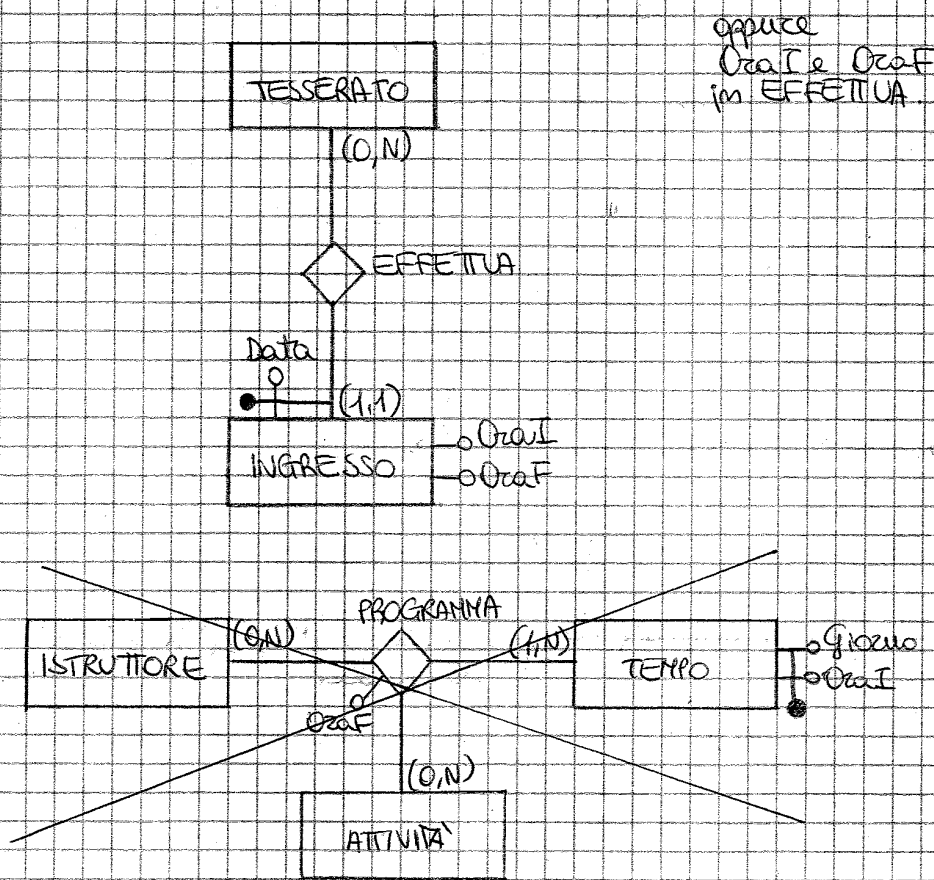 oppure
OraI e OraF
in EFFETTUA.
TESSERATO
(0,N)
EFFETTUA
Data
(1,1)
INGRESSO
OraI
OraF
PROGRAMMA
(0,N)
(1,N)
ISTRUTTORE
TEMPO
Giorno
OraI
OraF
(0,N)
ATTIVITÀ